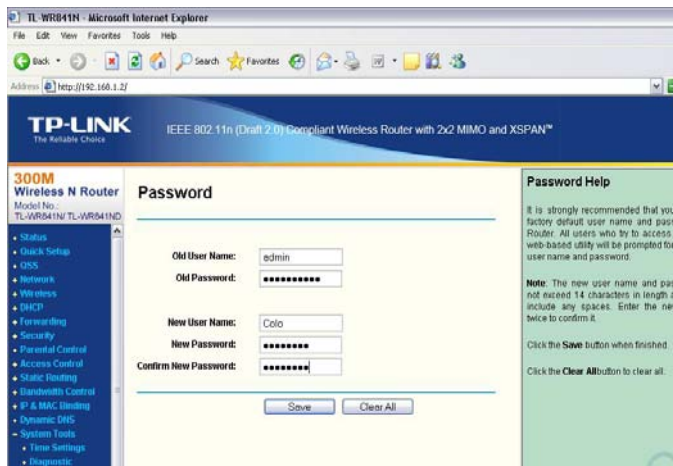 TL-WR841N - Microsoft Internet Explorer
File Edit View Favorites Tools Help
Back Search Favorites
Address http://192.168.1.2/
TP-LINK
The Reliable Choice
IEEE 802.11n (Draft 2.0) Compliant Wireless Router with 2x2 MIMO and XSPAN™
300M
Wireless N Router
Model No.:
TL-WR841N/ TL-WR841ND
Status
Quick Setup
QSS
+ Network
+ Wireless
+ DHCP
+ Forwarding
+ Security
Parental Control
+ Access Control
+ Static Routing
+ Bandwidth Control
+ IP & MAC Binding
Dynamic DNS
- System Tools
Time Settings
Diagnostic
Password
Old User Name: admin
Old Password: ••••••••••
New User Name: Colo
New Password: ••••••••
Confirm New Password: ••••••••
Save Clear All
Password Help
It is strongly recommended that you
factory default user name and pass
Router. All users who try to access
web-based utility will be prompted for
user name and password.
Note: The new user name and pas
not exceed 14 characters in length a
include any spaces. Enter the ne
twice to confirm it.
Click the Save button when finished.
Click the Clear Allbutton to clear all.